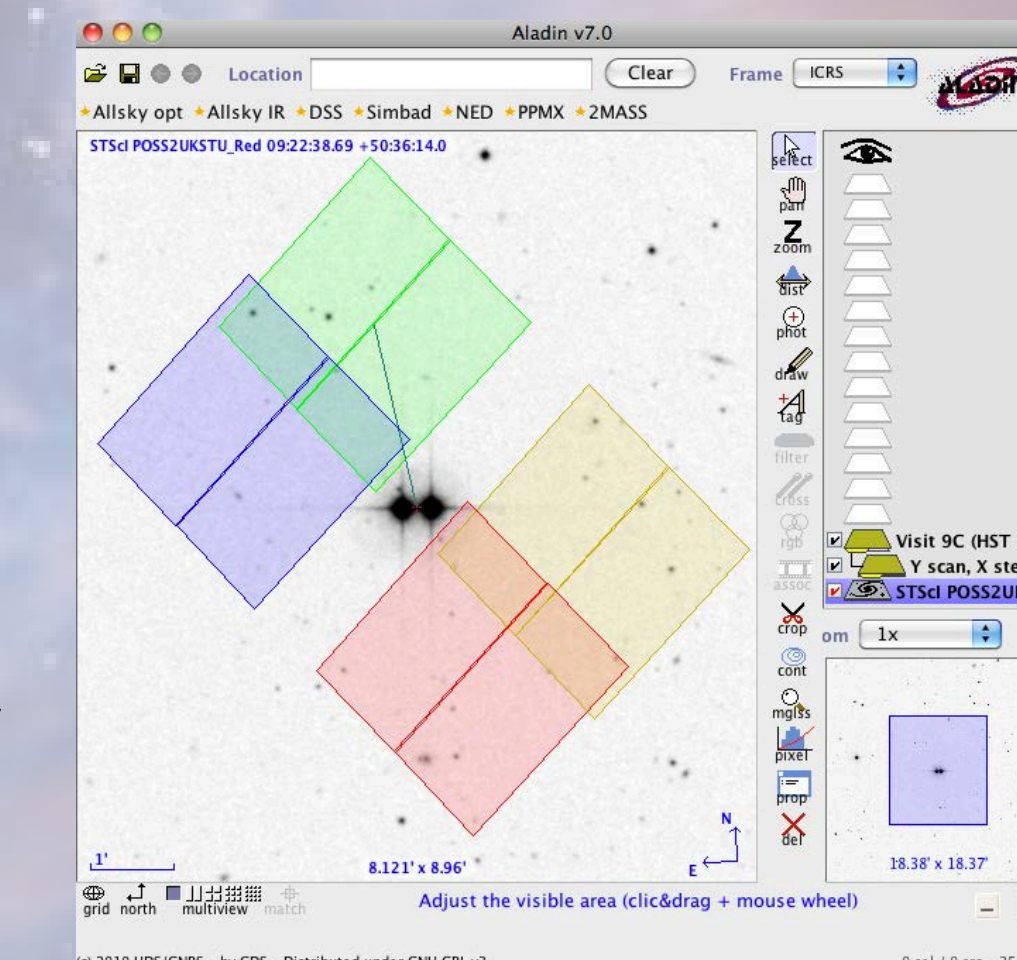 Aladin v7.0
Location Clear Frame ICRS
ALADIN
Allsky opt Allsky IR DSS Simbad NED PPMX 2MASS
STScI POSS2UKSTU_Red 09:22:38.69 +50:36:14.0
select
pan
Z
zoom
dist
phot
draw
A
tag
filter
cross
rgb
assoc
crop
cont
mglss
pixel
prop
del
Visit 9C (HST
Y scan, X ste
STScI POSS2U
om 1x
N
E
1'
8.121' x 8.96'
18.38' x 18.37'
grid north multiview match
Adjust the visible area (clic&drag + mouse wheel)